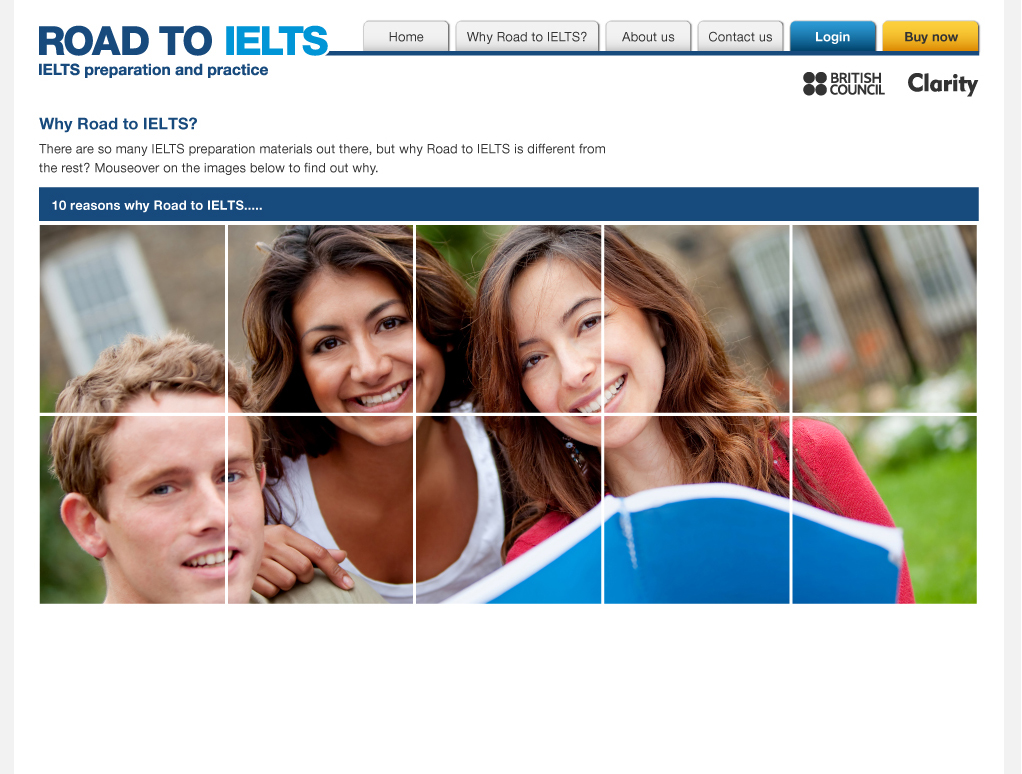 ROAD TO IELTS
IELTS preparation and practice
Home
Why Road to IELTS?
About us
Contact us
Login
Buy now
BRITISH
COUNCIL
Clarity
Why Road to IELTS?
There are so many IELTS preparation materials out there, but why Road to IELTS is different from
the rest? Mouseover on the images below to find out why.
10 reasons why Road to IELTS.....